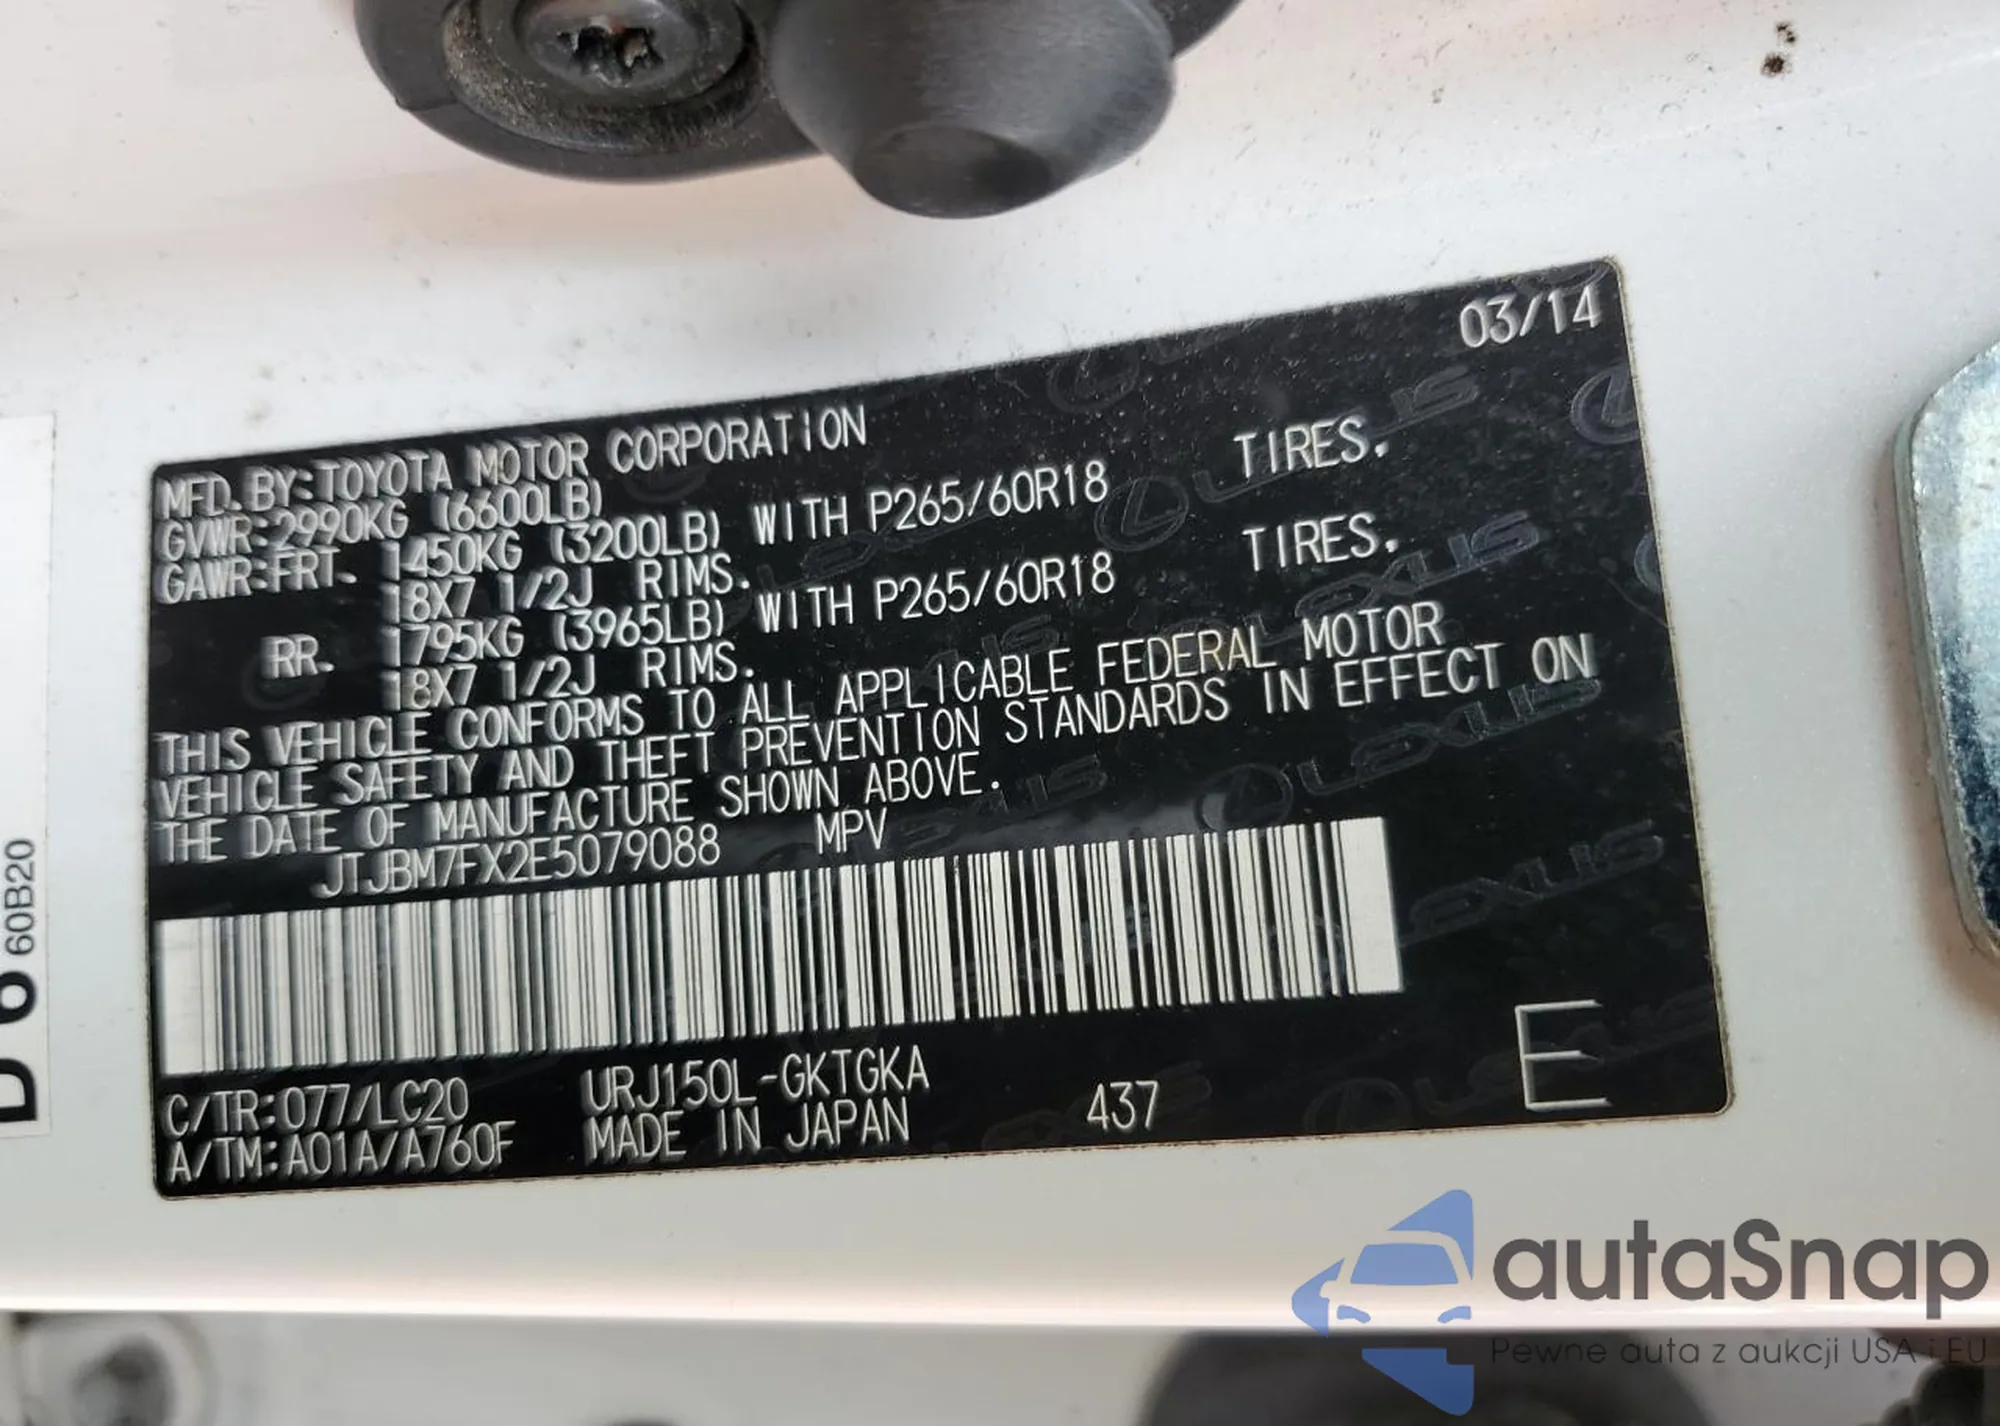 03/14
MFD. BY:TOYOTA MOTOR CORPORATION
GVWR:2990KG (6600LB)
GAWR:FRT. 1450KG (3200LB) WITH P265/60R18 TIRES.
18X7 1/2J RIMS.
RR. 1795KG (3965LB) WITH P265/60R18 TIRES.
18X7 1/2J RIMS.
THIS VEHICLE CONFORMS TO ALL APPLICABLE FEDERAL MOTOR
VEHICLE SAFETY AND THEFT PREVENTION STANDARDS IN EFFECT ON
THE DATE OF MANUFACTURE SHOWN ABOVE.
JTJBM7FX2E5079088 MPV
C/TR:077/LC20 URJ150L-GKTGKA
A/TM:A01A/A760F MADE IN JAPAN 437 E
60B20
autaSnap
Pewne auta z aukcji USA i EU